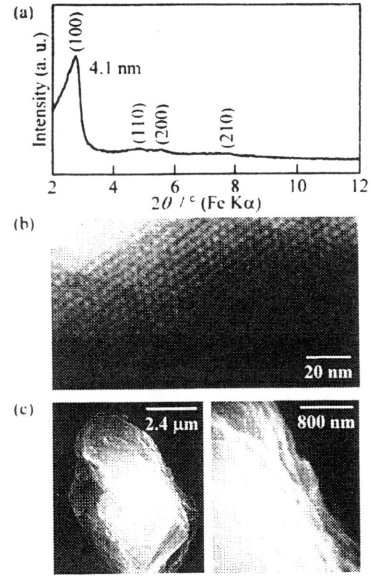 (a)
(100)
4.1 nm
(110)
(200)
(210)
Intensity (a. u.)
2 4 6 8 10 12
2θ / c (Fe Kα)
(b)
20 nm
(c)
2.4 μm
800 nm